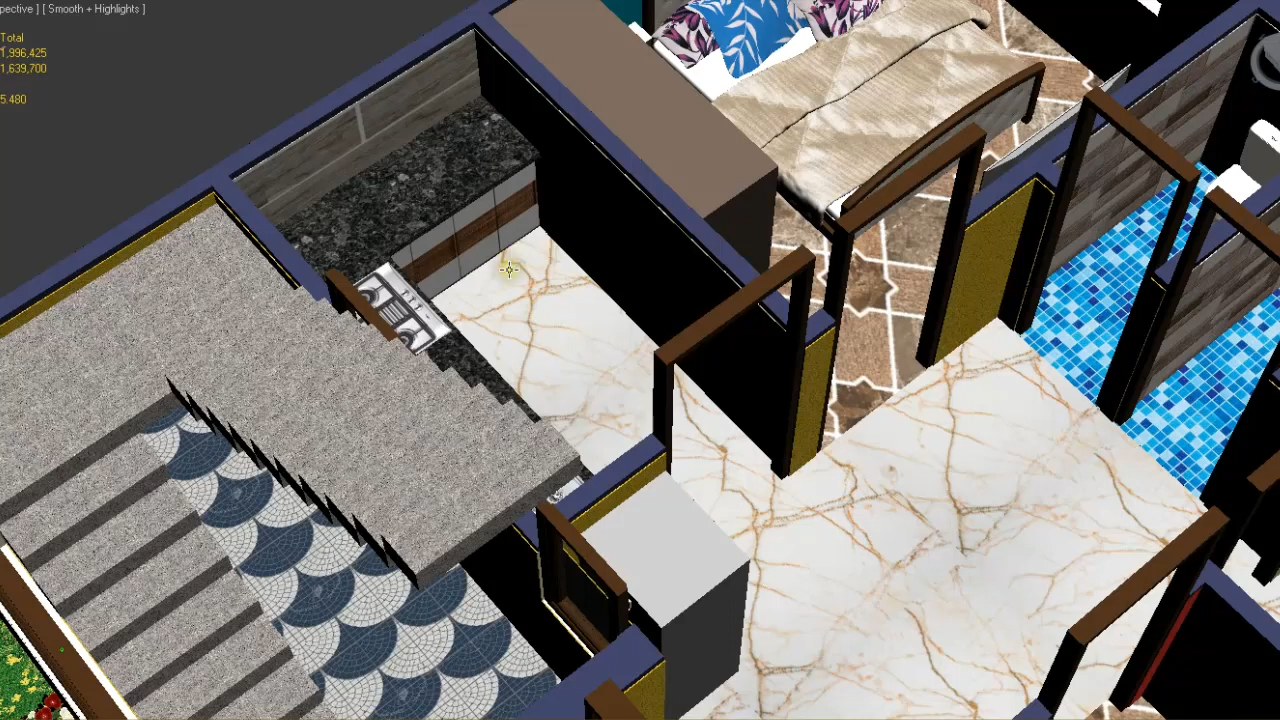 pective ] [ Smooth + Highlights ]
Total
1,996,425
1,639,700
5.480